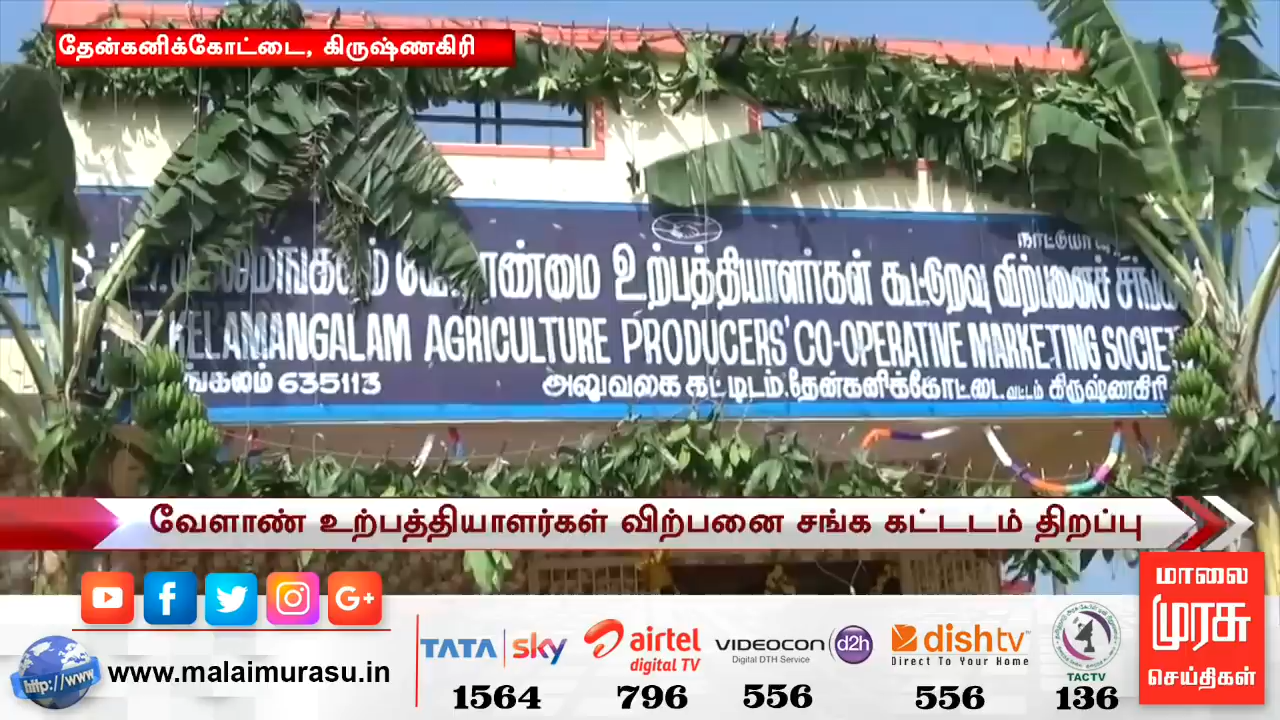 தேன்கனிக்கோட்டை, கிருஷ்ணகிரி
உற்பத்தியாளர்கள் கூட்டுறவு விற்பனைச்
KELAMANGALAM AGRICULTURE PRODUCERS' CO-OPERATIVE MARKETING
635113 அலுவலக கட்டிடம். தேன்கனிக்கோட்டை வட்டம் கிருஷ்ணகிரி
வேளாண் உற்பத்தியாளர்கள் விற்பனை சங்க கட்டடம் திறப்பு
மாலை
முரசு
செய்திகள்
G+
http://www
www.malaimurasu.in
TATA sky
1564
airtel
digital TV
796
VIDEOCON d2h
Digital DTH Service
556
dishtv
Direct To Your Home
556
TACTV
136